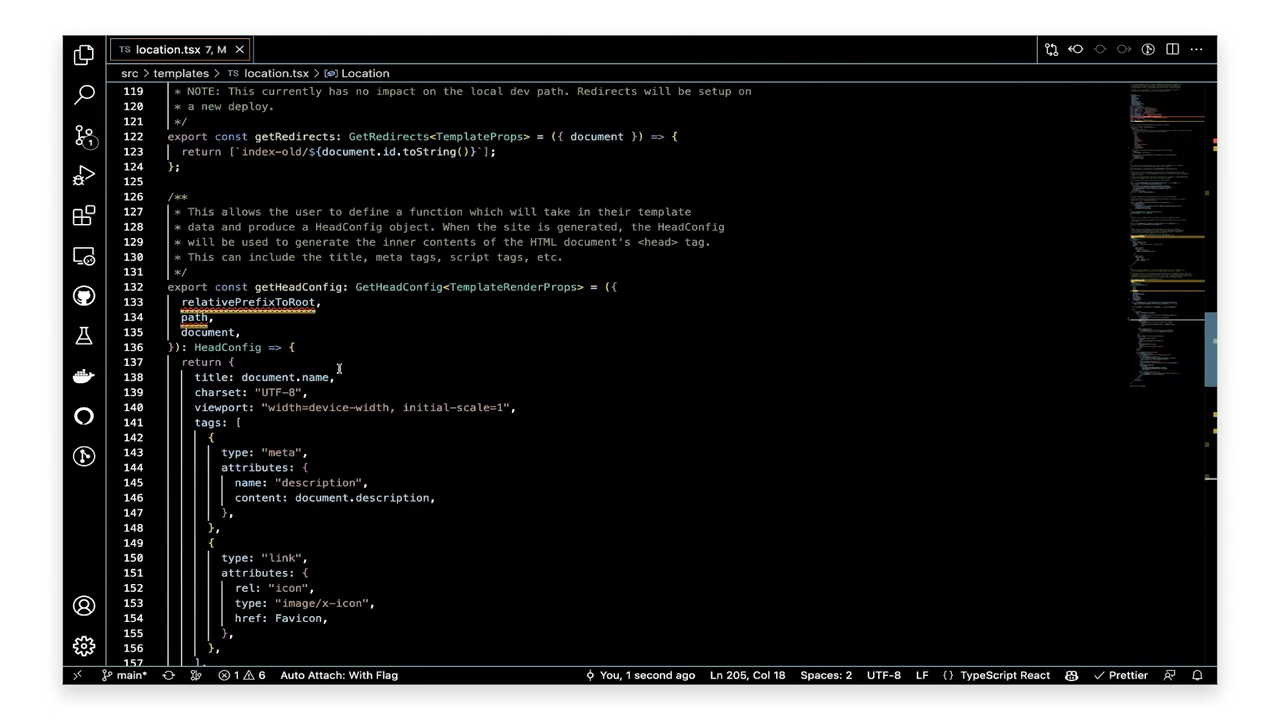 TS location.tsx 7, M
src > templates > TS location.tsx > Location
119 * NOTE: This currently has no impact on the local dev path. Redirects will be setup on
120 * a new deploy.
121 */
122 export const getRedirects: GetRedirects<TemplateProps> = ({ document }) => {
123 return [`index-old/${document.id.toString()}`];
124 };
125
126 /**
127 * This allows the user to define a function which will take in their template
128 * data and produce a HeadConfig object. When the site is generated, the HeadConfig
129 * will be used to generate the inner contents of the HTML document's <head> tag.
130 * This can include the title, meta tags, script tags, etc.
131 */
132 export const getHeadConfig: GetHeadConfig<TemplateRenderProps> = ({
133 relativePrefixToRoot,
134 path,
135 document,
136 }): HeadConfig => {
137 return {
138 title: document.name,
139 charset: "UTF-8",
140 viewport: "width=device-width, initial-scale=1",
141 tags: [
142 {
143 type: "meta",
144 attributes: {
145 name: "description",
146 content: document.description,
147 },
148 },
149 {
150 type: "link",
151 attributes: {
152 rel: "icon",
153 type: "image/x-icon",
154 href: Favicon,
155 },
156 },
157 ],
1
main* 1 6 Auto Attach: With Flag You, 1 second ago Ln 205, Col 18 Spaces: 2 UTF-8 LF {} TypeScript React Prettier